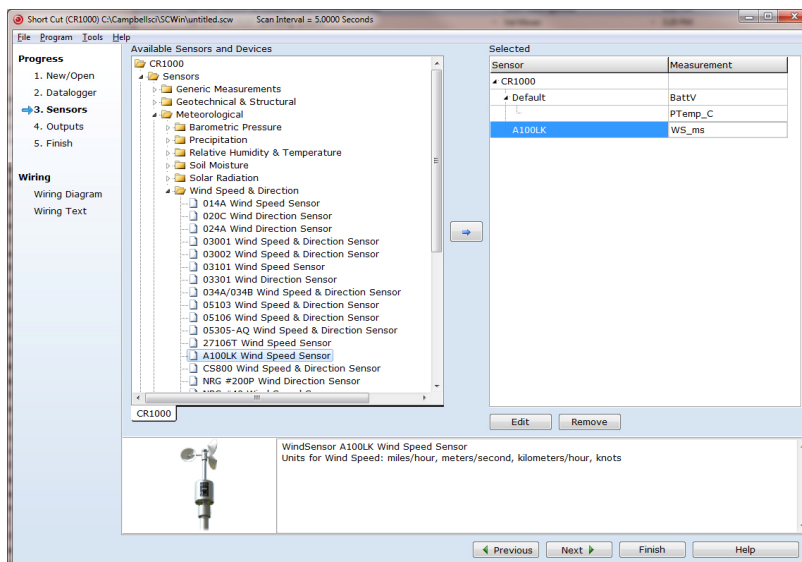 Short Cut (CR1000) C:\Campbellsci\SCWin\untitled.scw Scan Interval = 5.0000 Seconds
File Program Tools Help
Progress
1. New/Open
2. Datalogger
3. Sensors
4. Outputs
5. Finish
Wiring
Wiring Diagram
Wiring Text
Available Sensors and Devices
CR1000
Sensors
Generic Measurements
Geotechnical & Structural
Meteorological
Barometric Pressure
Precipitation
Relative Humidity & Temperature
Soil Moisture
Solar Radiation
Wind Speed & Direction
014A Wind Speed Sensor
020C Wind Direction Sensor
024A Wind Direction Sensor
03001 Wind Speed & Direction Sensor
03002 Wind Speed & Direction Sensor
03101 Wind Speed Sensor
03301 Wind Direction Sensor
034A/034B Wind Speed & Direction Sensor
05103 Wind Speed & Direction Sensor
05106 Wind Speed & Direction Sensor
05305-AQ Wind Speed & Direction Sensor
27106T Wind Speed Sensor
A100LK Wind Speed Sensor
CS800 Wind Speed & Direction Sensor
NRG #200P Wind Direction Sensor
CR1000
Selected
Sensor Measurement
CR1000
Default BattV
PTemp_C
A100LK WS_ms
Edit Remove
WindSensor A100LK Wind Speed Sensor
Units for Wind Speed: miles/hour, meters/second, kilometers/hour, knots
Previous Next Finish Help